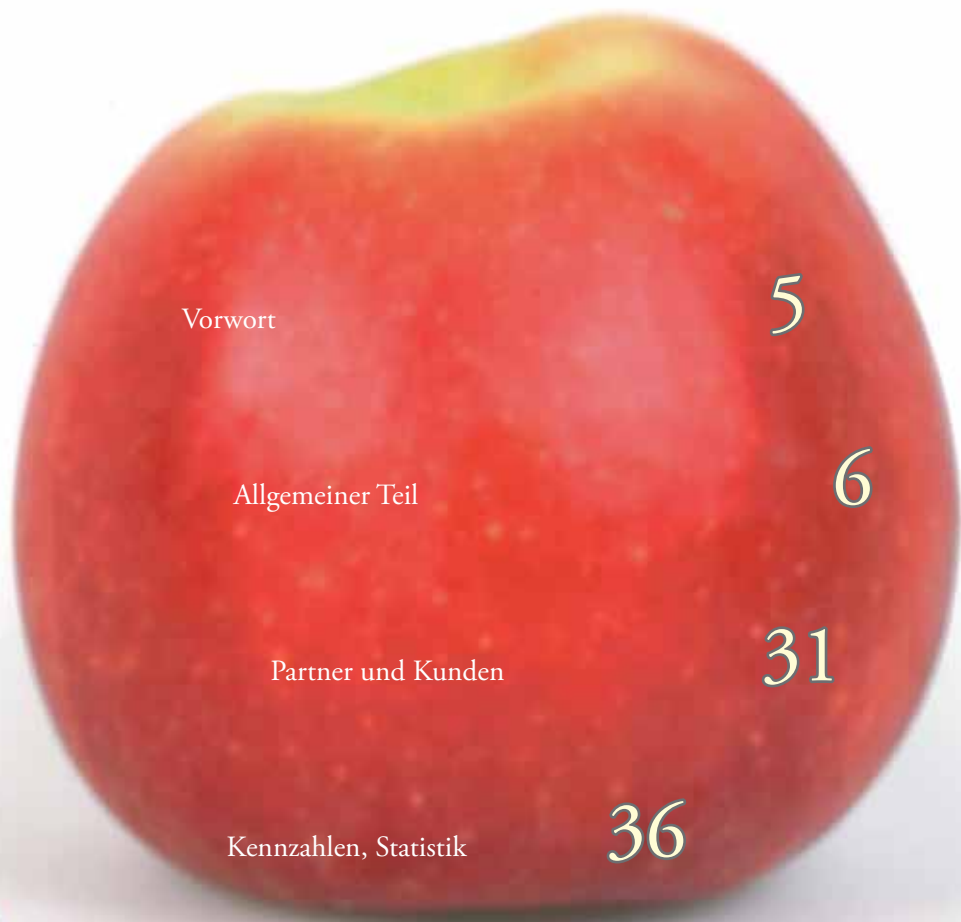 Vorwort 5
Allgemeiner Teil 6
Partner und Kunden 31
Kennzahlen, Statistik 36